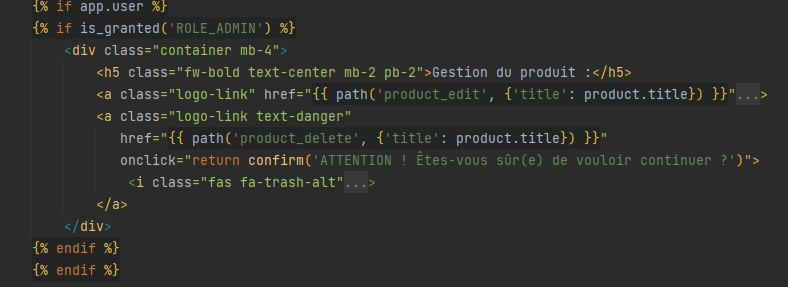 {% if app.user %}
{% if is_granted('ROLE_ADMIN') %}
<div class="container mb-4">
<h5 class="fw-bold text-center mb-2 pb-2">Gestion du produit :</h5>
<a class="logo-link" href="{{ path('product_edit', {'title': product.title}) }}"...>
<a class="logo-link text-danger"
href="{{ path('product_delete', {'title': product.title}) }}"
onclick="return confirm('ATTENTION ! Êtes-vous sûr(e) de vouloir continuer ?')">
<i class="fas fa-trash-alt"...>
</a>
</div>
{% endif %}
{% endif %}